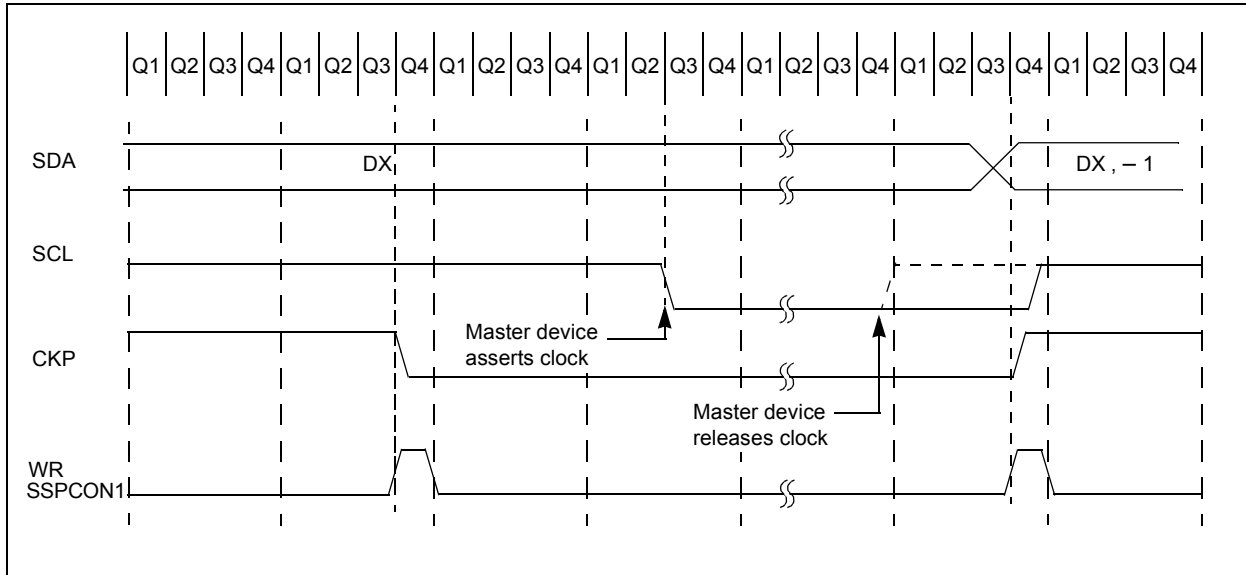 Q1 Q2 Q3 Q4 Q1 Q2 Q3 Q4 Q1 Q2 Q3 Q4 Q1 Q2 Q3 Q4 Q1 Q2 Q3 Q4 Q1 Q2 Q3 Q4 Q1 Q2 Q3 Q4
SDA
DX
DX , – 1
SCL
Master device
asserts clock
CKP
Master device
releases clock
WR
SSPCON1